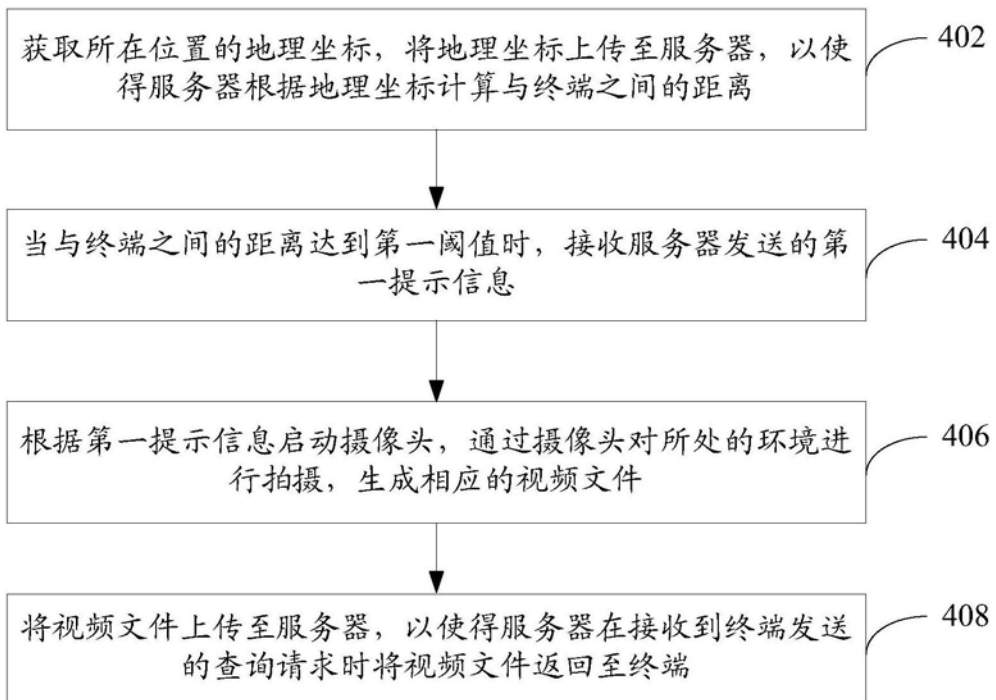 获取所在位置的地理坐标，将地理坐标上传至服务器，以使
得服务器根据地理坐标计算与终端之间的距离
402
当与终端之间的距离达到第一阈值时，接收服务器发送的第
一提示信息
404
根据第一提示信息启动摄像头，通过摄像头对所处的环境进
行拍摄，生成相应的视频文件
406
将视频文件上传至服务器，以使得服务器在接收到终端发送
的查询请求时将视频文件返回至终端
408